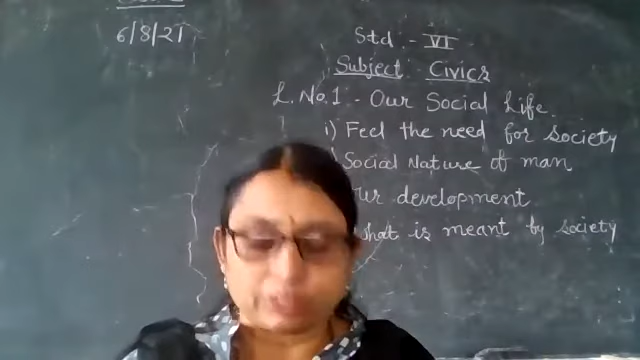 6/8/21
Std :- VI
Subject : Civics
L. No. 1 - Our Social Life.
i) Feel the need for society
Social Nature of man
development.
what is meant by society